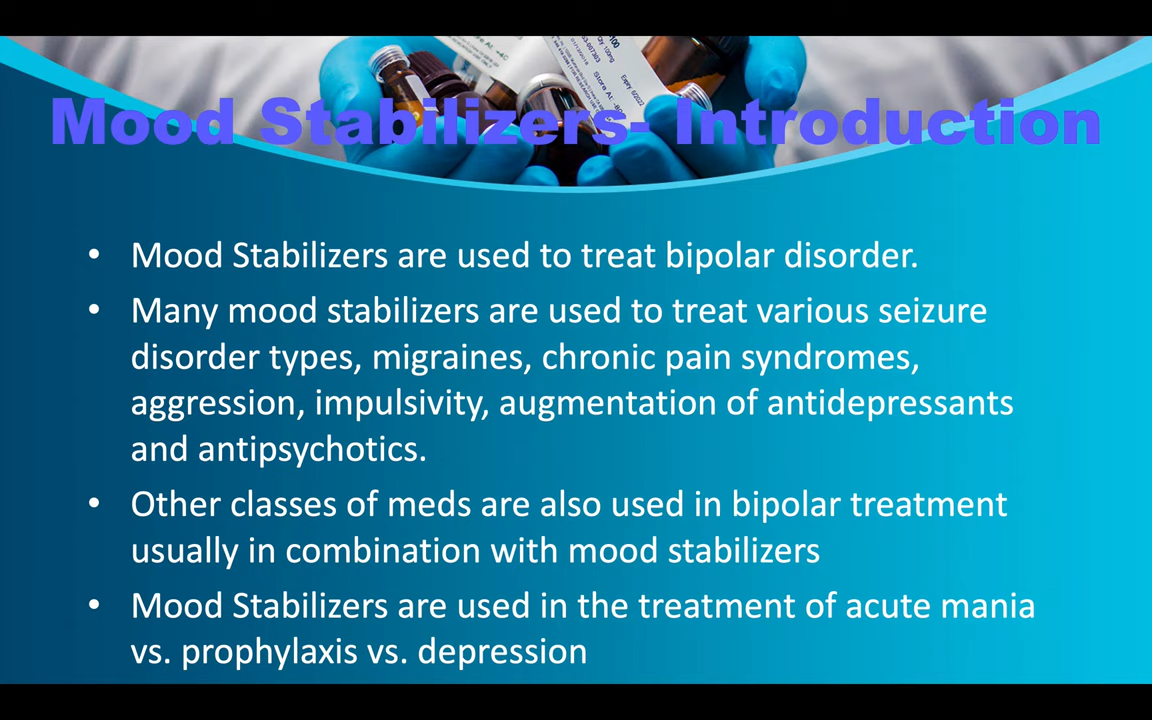 Mood Stabilizers- Introduction
• Mood Stabilizers are used to treat bipolar disorder.
• Many mood stabilizers are used to treat various seizure
disorder types, migraines, chronic pain syndromes,
aggression, impulsivity, augmentation of antidepressants
and antipsychotics.
• Other classes of meds are also used in bipolar treatment
usually in combination with mood stabilizers
• Mood Stabilizers are used in the treatment of acute mania
vs. prophylaxis vs. depression